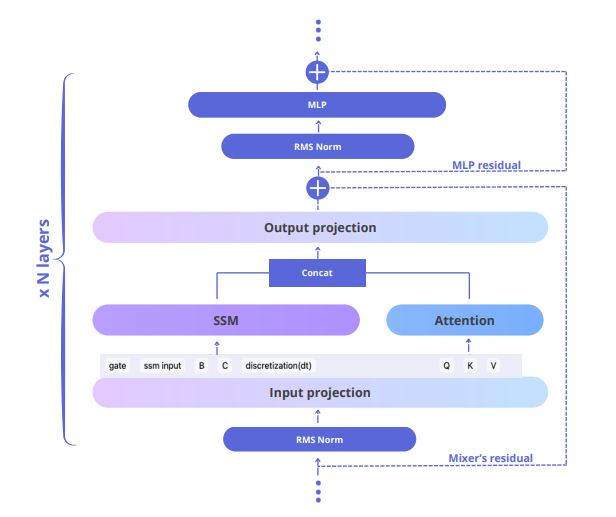 MLP
RMS Norm
MLP residual
Output projection
x N layers
Concat
SSM
Attention
gate ssm input B C discretization(dt) Q K V
Input projection
RMS Norm
Mixer's residual